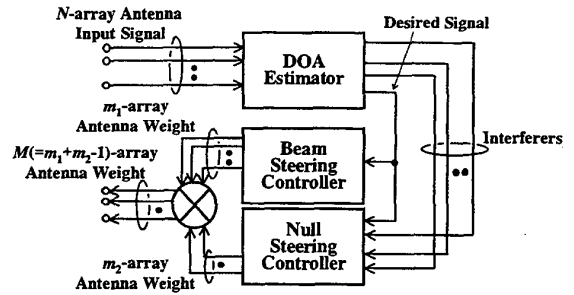 N-array Antenna
Input Signal
DOA
Estimator
Desired Signal
m1-array
Antenna Weight
Interferers
M(=m1+m2-1)-array
Antenna Weight
Beam
Steering
Controller
Null
Steering
Controller
m2-array
Antenna Weight